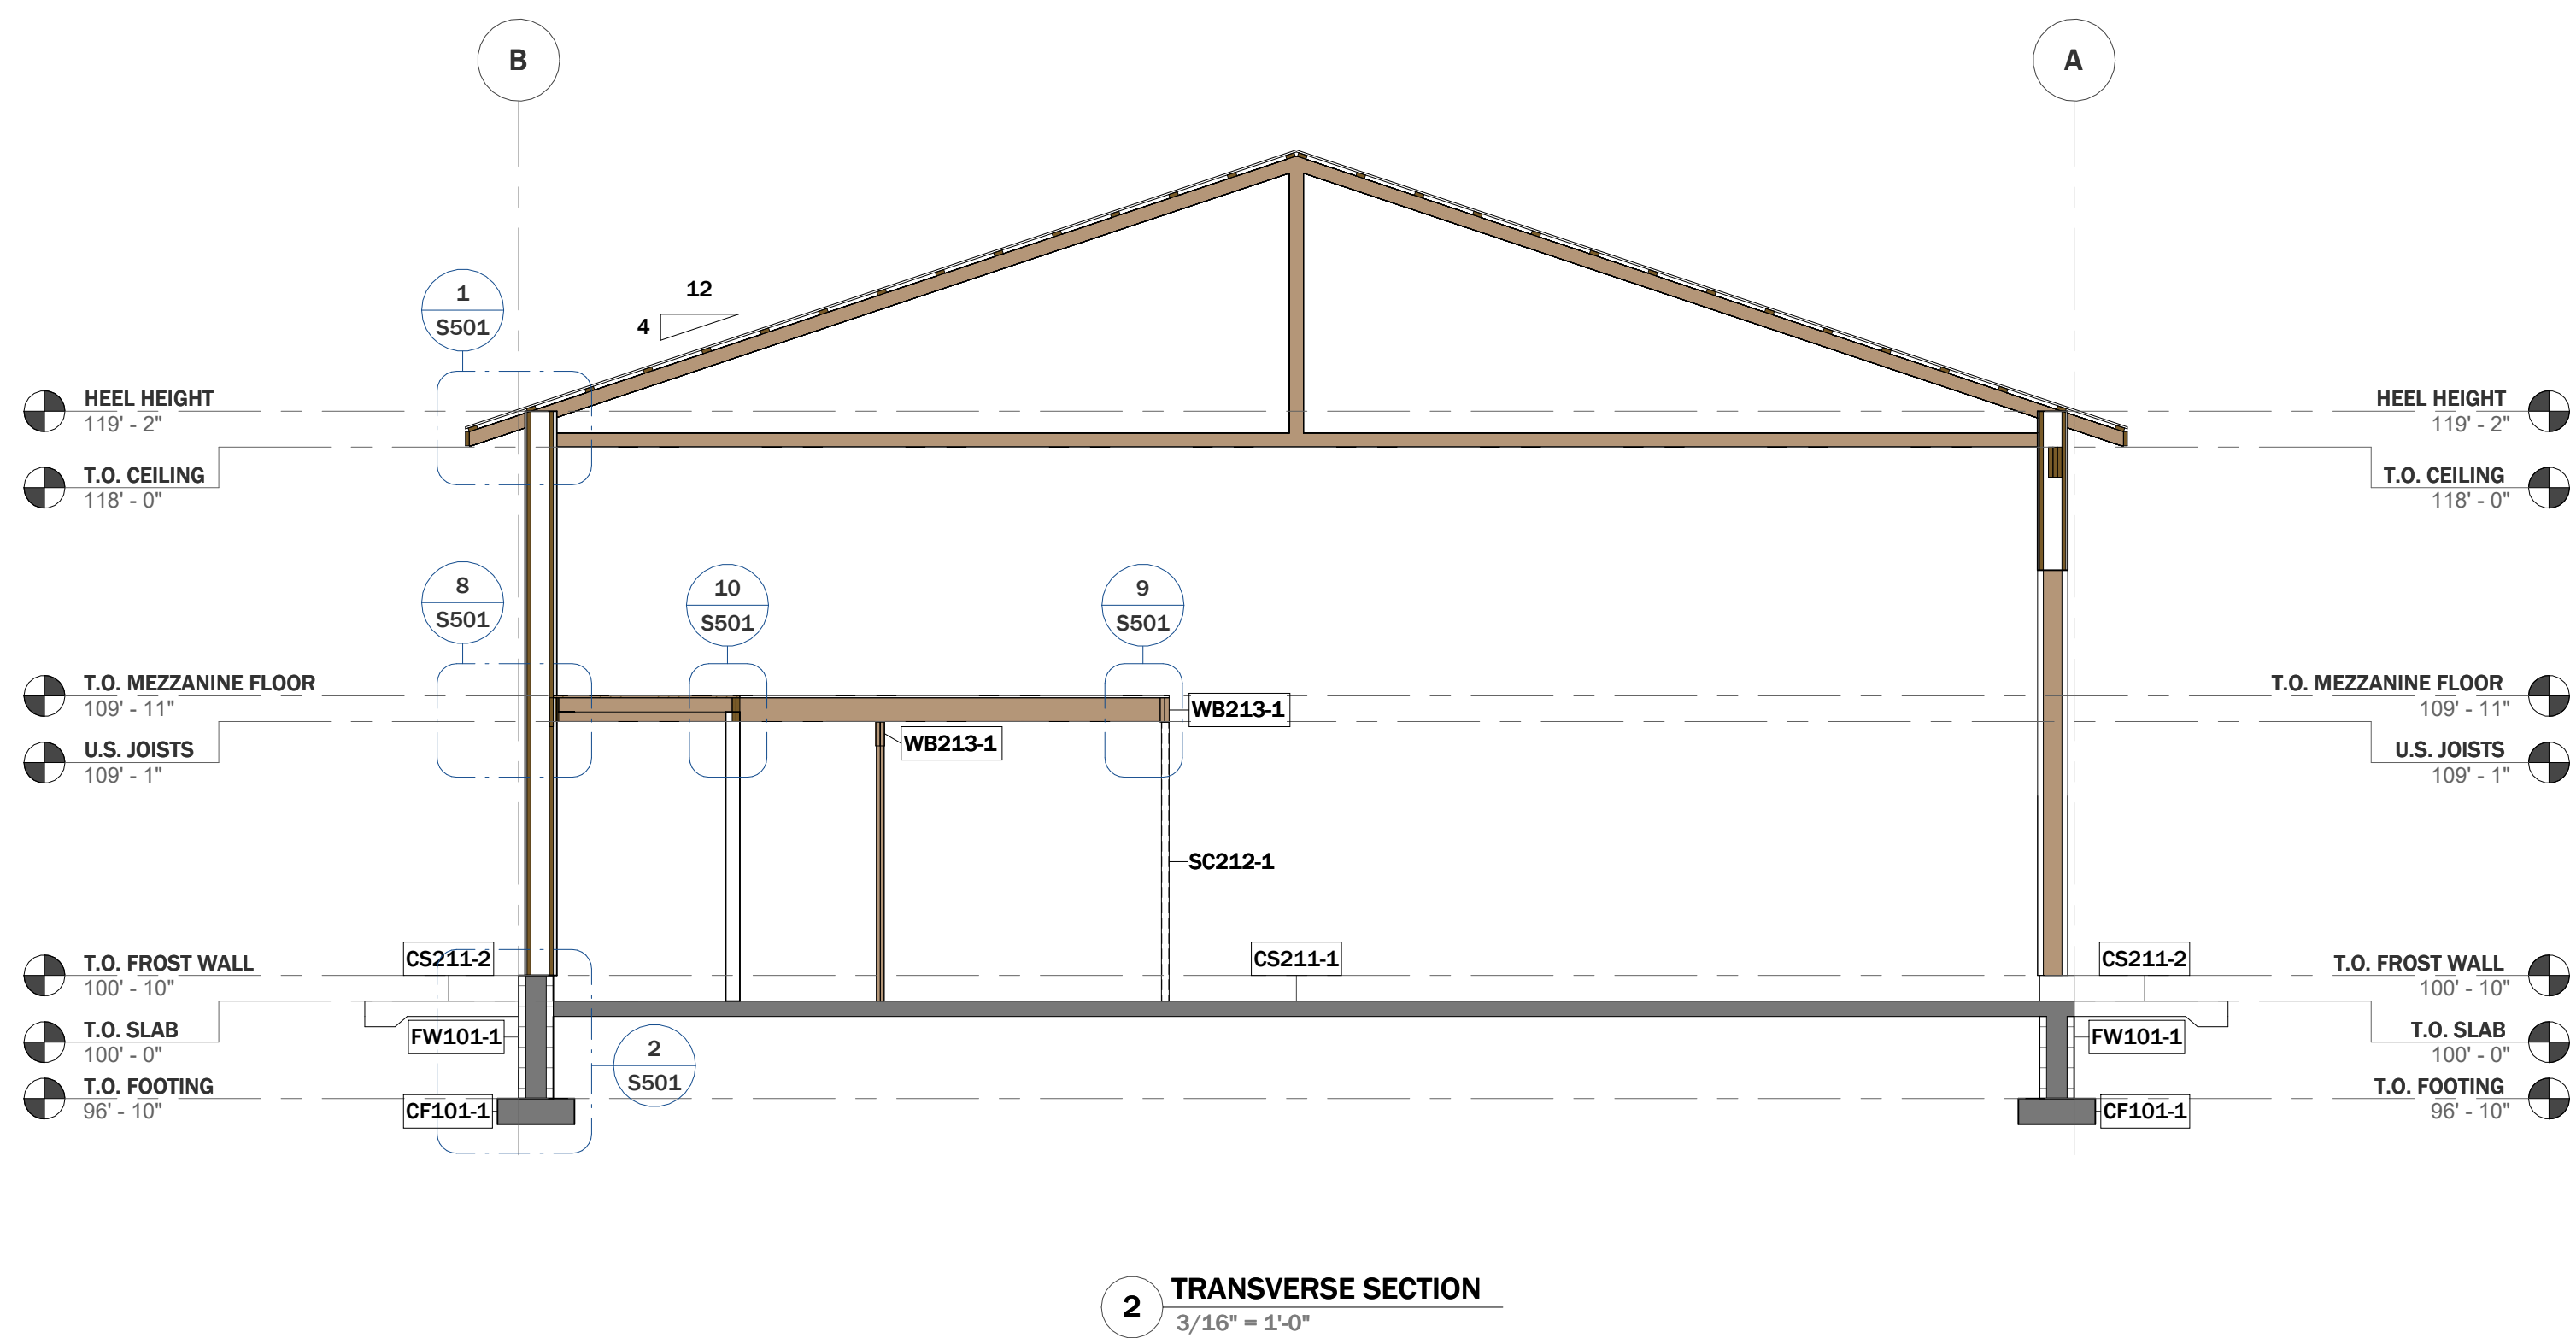 B
A
12
4
1
S501
HEEL HEIGHT
119' - 2"
T.O. CEILING
118' - 0"
HEEL HEIGHT
119' - 2"
T.O. CEILING
118' - 0"
8
S501
10
S501
9
S501
T.O. MEZZANINE FLOOR
109' - 11"
U.S. JOISTS
109' - 1"
WB213-1
WB213-1
T.O. MEZZANINE FLOOR
109' - 11"
U.S. JOISTS
109' - 1"
SC212-1
T.O. FROST WALL
100' - 10"
T.O. SLAB
100' - 0"
T.O. FOOTING
96' - 10"
CS211-2
FW101-1
CF101-1
2
S501
CS211-1
CS211-2
FW101-1
CF101-1
T.O. FROST WALL
100' - 10"
T.O. SLAB
100' - 0"
T.O. FOOTING
96' - 10"
2
TRANSVERSE SECTION
3/16" = 1'-0"